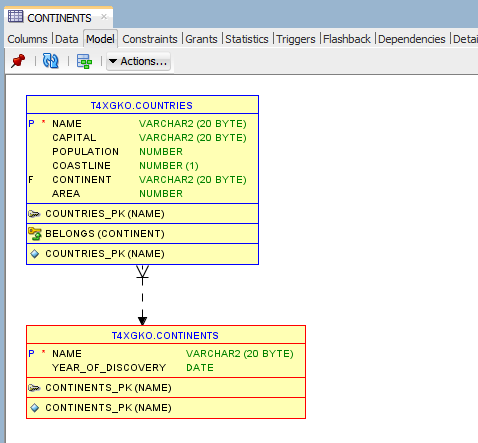 CONTINENTS
Columns Data Model Constraints Grants Statistics Triggers Flashback Dependencies Detai
Actions...
T4XGKO.COUNTRIES
P * NAME VARCHAR2 (20 BYTE)
CAPITAL VARCHAR2 (20 BYTE)
POPULATION NUMBER
COASTLINE NUMBER (1)
F CONTINENT VARCHAR2 (20 BYTE)
AREA NUMBER
COUNTRIES_PK (NAME)
BELONGS (CONTINENT)
COUNTRIES_PK (NAME)
T4XGKO.CONTINENTS
P * NAME VARCHAR2 (20 BYTE)
YEAR_OF_DISCOVERY DATE
CONTINENTS_PK (NAME)
CONTINENTS_PK (NAME)